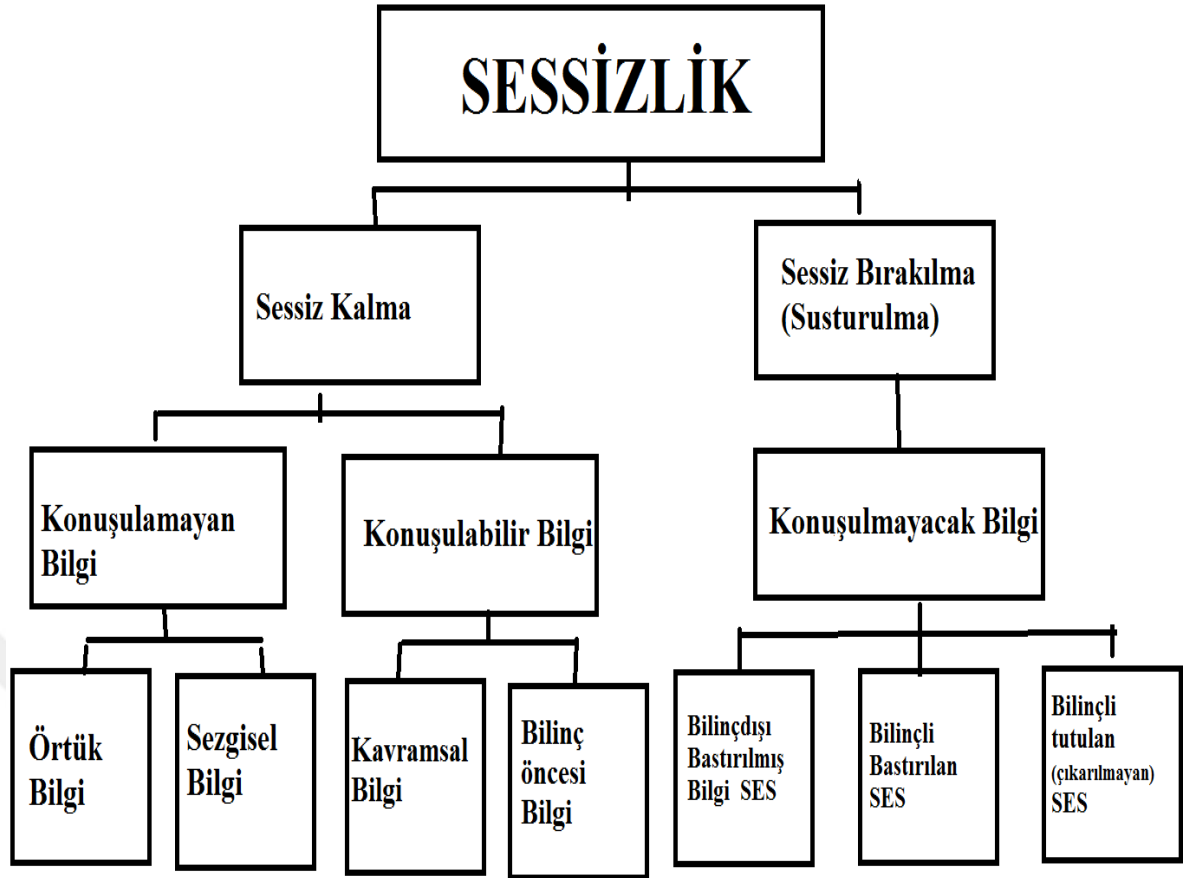 SESSİZLİK
Sessiz Kalma
Sessiz Bırakılma
(Susturulma)
Konuşulamayan
Bilgi
Konuşulabilir Bilgi
Konuşulmayacak Bilgi
Örtük
Bilgi
Sezgisel
Bilgi
Kavramsal
Bilgi
Bilinç
öncesi
Bilgi
Bilinçdışı
Bastırılmış
Bilgi SES
Bilinçli
Bastırılan
SES
Bilinçli
tutulan
(çıkarılmayan)
SES